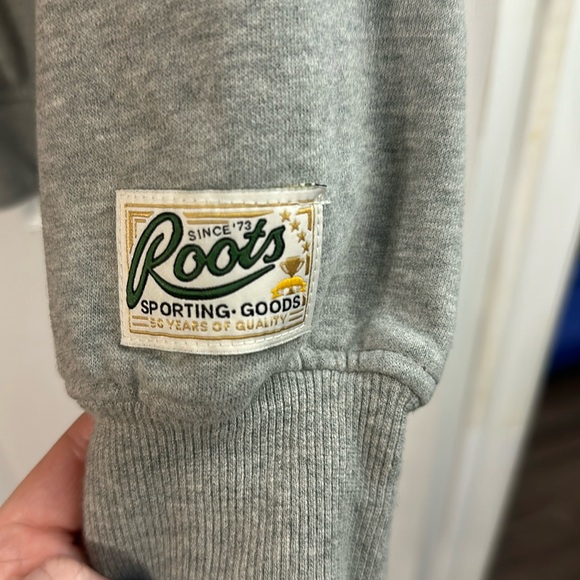 SINCE '73
Roots
SPORTING·GOODS
50 YEARS OF QUALITY